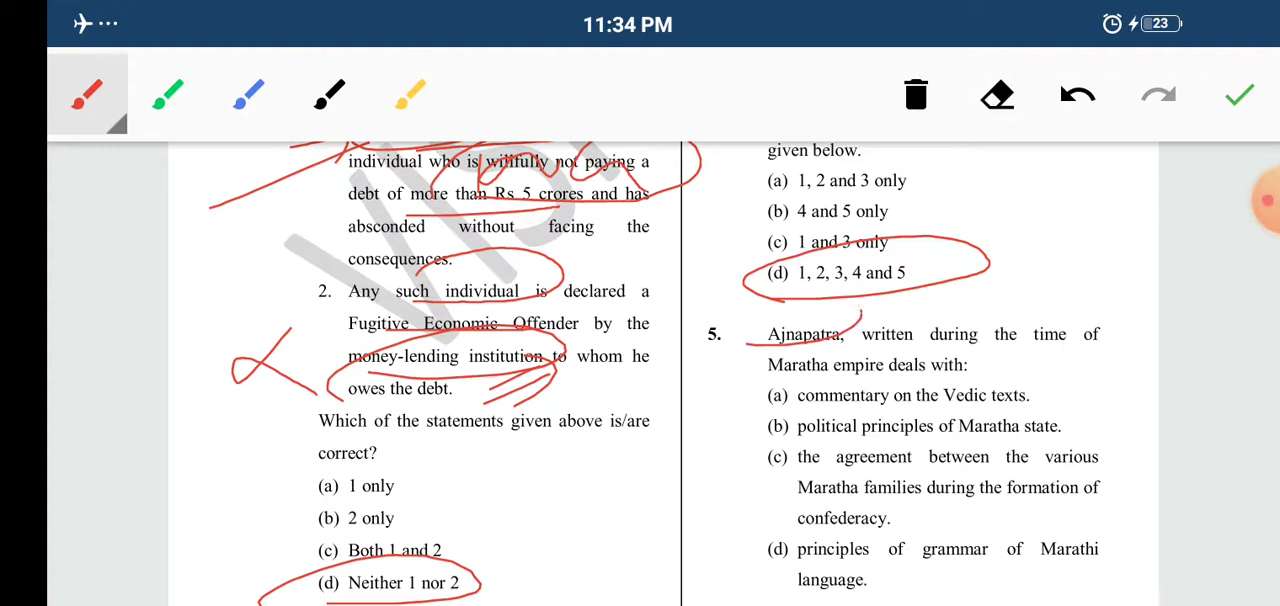 11:34 PM
23
individual who is willfully not paying a
debt of more than Rs 5 crores and has
absconded without facing the
consequences.
2. Any such individual is declared a
Fugitive Economic Offender by the
money-lending institution to whom he
owes the debt.
Which of the statements given above is/are
correct?
(a) 1 only
(b) 2 only
(c) Both 1 and 2
(d) Neither 1 nor 2
given below.
(a) 1, 2 and 3 only
(b) 4 and 5 only
(c) 1 and 3 only
(d) 1, 2, 3, 4 and 5
5. Ajnapatra, written during the time of
Maratha empire deals with:
(a) commentary on the Vedic texts.
(b) political principles of Maratha state.
(c) the agreement between the various
Maratha families during the formation of
confederacy.
(d) principles of grammar of Marathi
language.